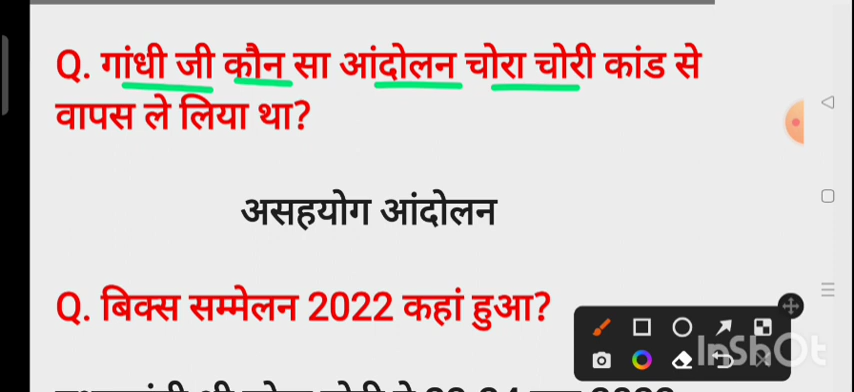 Q. गांधी जी कौन सा आंदोलन चोरा चोरी कांड से
वापस ले लिया था?
असहयोग आंदोलन
Q. बिक्स सम्मेलन 2022 कहां हुआ?
InShOt